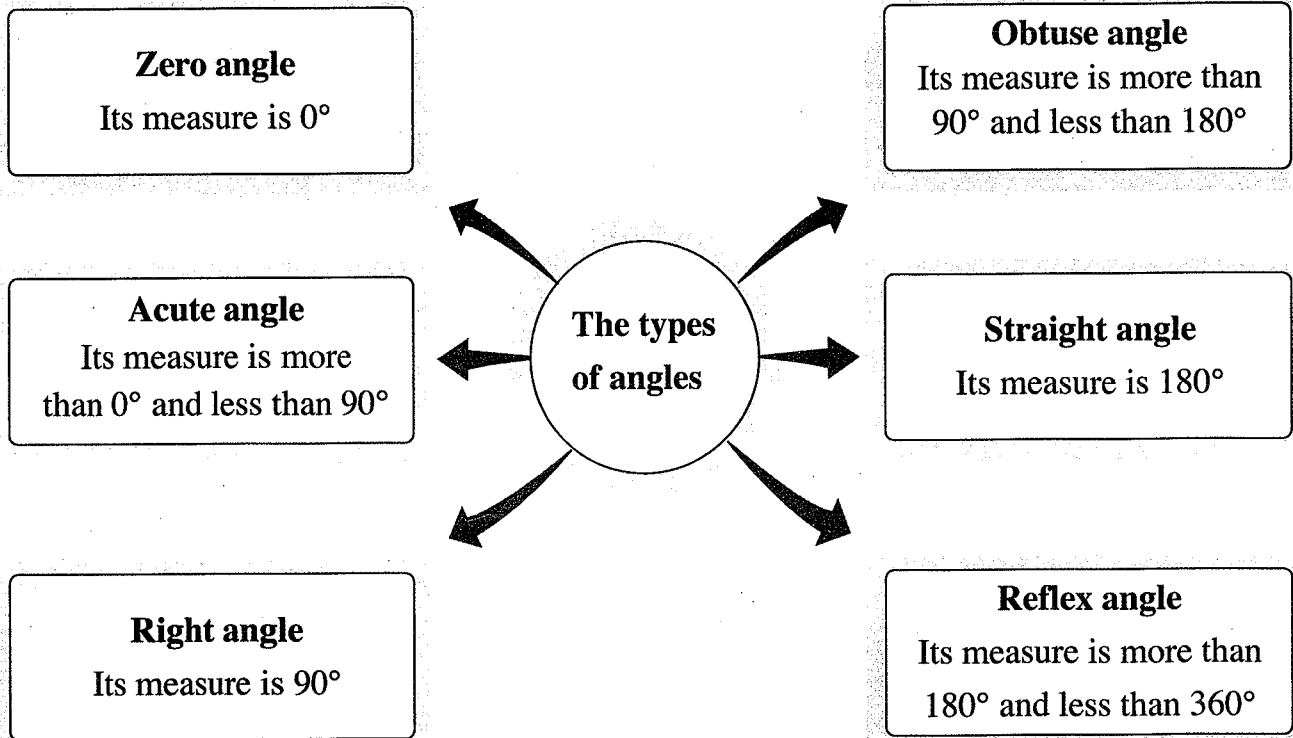 Zero angle
Its measure is 0°
Obtuse angle
Its measure is more than
90° and less than 180°
Acute angle
Its measure is more
than 0° and less than 90°
The types
of angles
Straight angle
Its measure is 180°
Right angle
Its measure is 90°
Reflex angle
Its measure is more than
180° and less than 360°